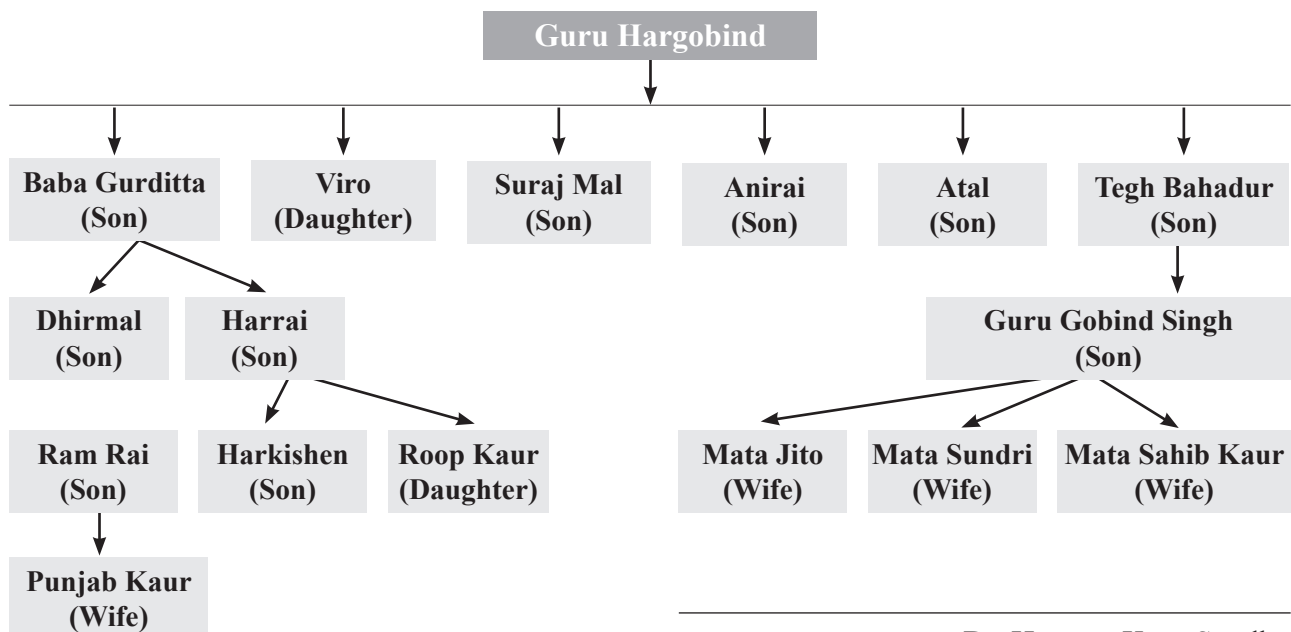 Guru Hargobind
Baba Gurditta
(Son)
Viro
(Daughter)
Suraj Mal
(Son)
Anirai
(Son)
Atal
(Son)
Tegh Bahadur
(Son)
Dhirmal
(Son)
Harrai
(Son)
Guru Gobind Singh
(Son)
Ram Rai
(Son)
Harkishen
(Son)
Roop Kaur
(Daughter)
Mata Jito
(Wife)
Mata Sundri
(Wife)
Mata Sahib Kaur
(Wife)
Punjab Kaur
(Wife)